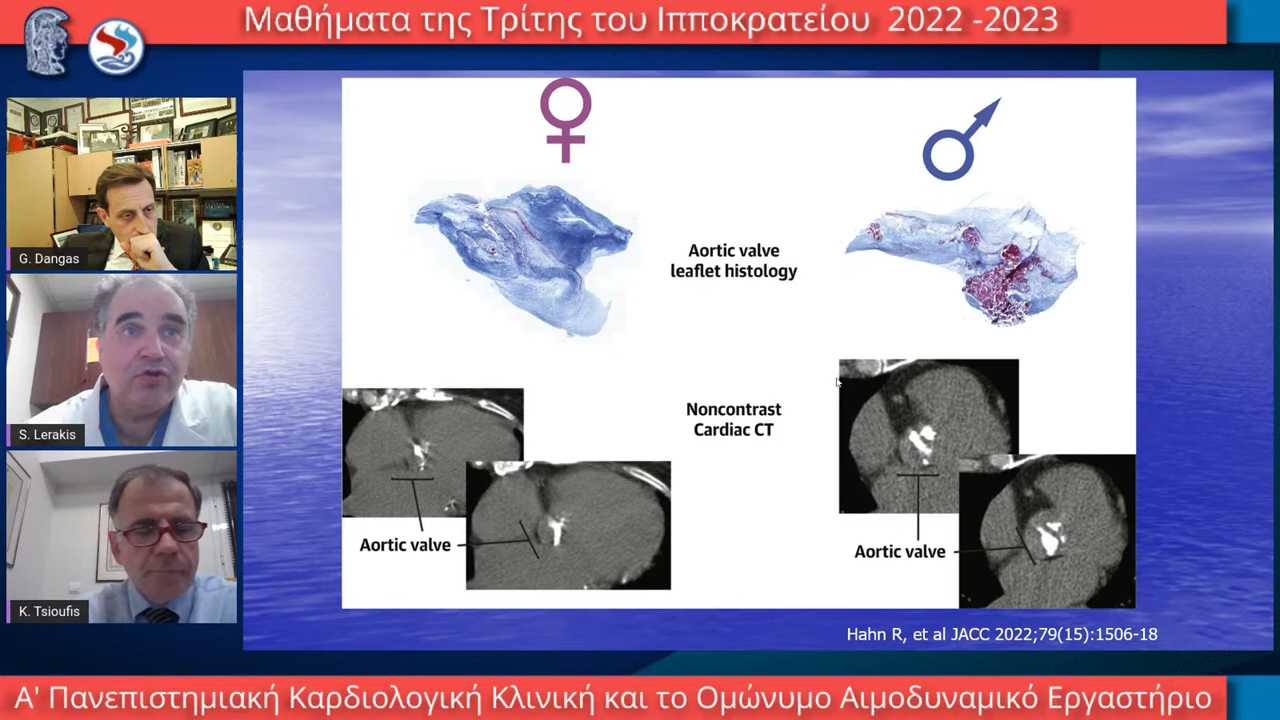 Μαθήματα της Τρίτης του Ιπποκρατείου 2022 -2023
G. Dangas
S. Lerakis
K. Tsioufis
Aortic valve
leaflet histology
Noncontrast
Cardiac CT
Aortic valve
Aortic valve
Hahn R, et al JACC 2022;79(15):1506-18
Α' Πανεπιστημιακή Καρδιολογική Κλινική και το Ομώνυμο Αιμοδυναμικό Εργαστήριο